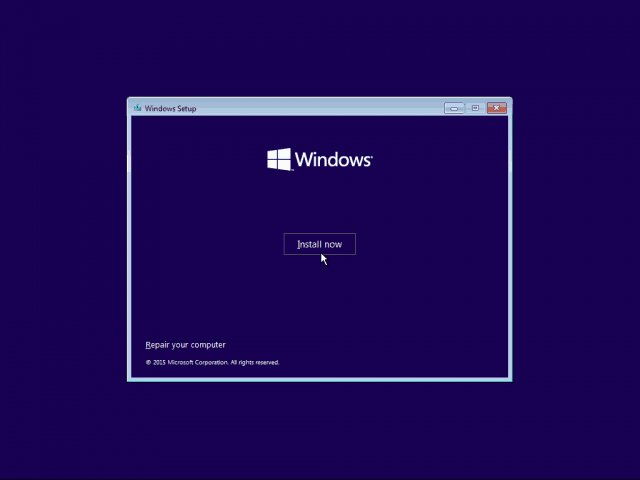 Windows Setup
Windows
Install now
Repair your computer
© 2015 Microsoft Corporation. All rights reserved.